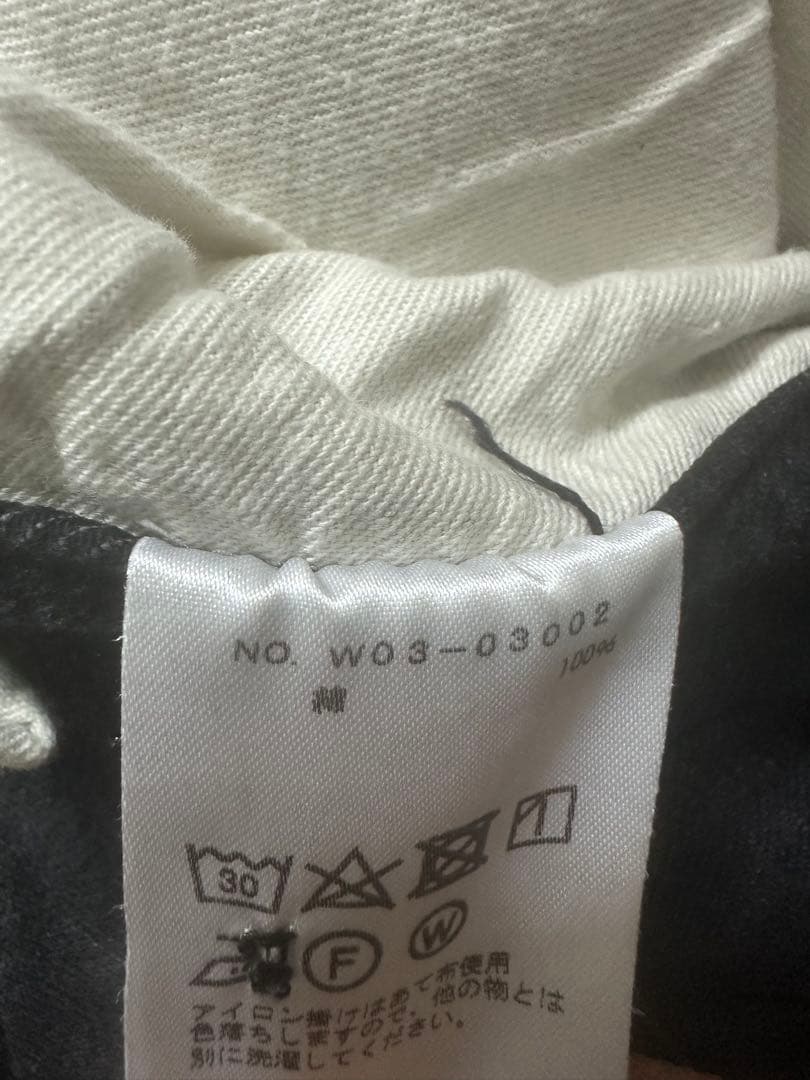 NO. W03-03002
綿 100%
30
F W
アイロン掛けはあて布使用
色落ちしますので、他の物とは
別に洗濯してください。